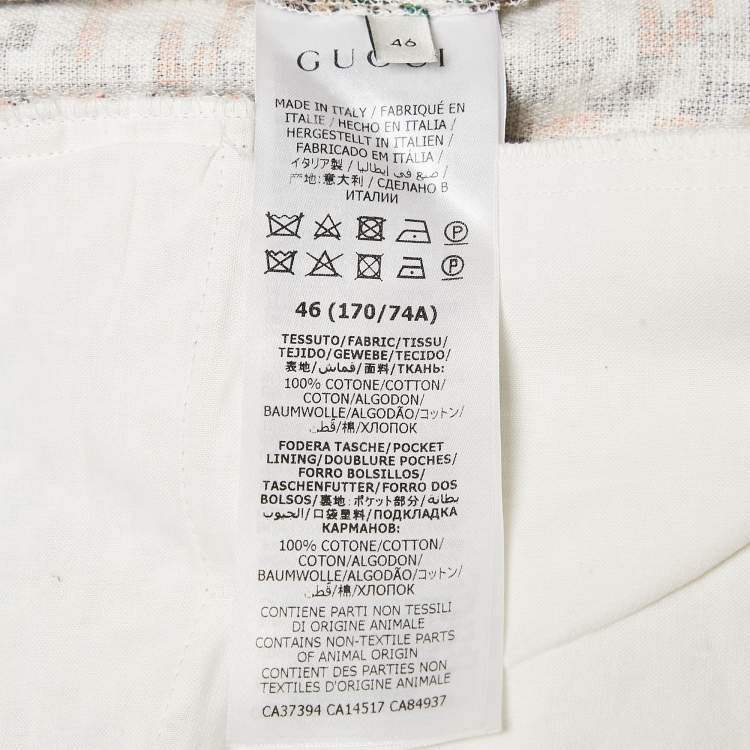 46
GUCCI
MADE IN ITALY / FABRIQUÉ EN
ITALIE / HECHO EN ITALIA /
HERGESTELLT IN ITALIEN /
FABRICADO EM ITÁLIA /
イタリア製 / صنع في إيطاليا /
产地:意大利 / СДЕЛАНО В
ИТАЛИИ
P
P
46 (170/74A)
TESSUTO/FABRIC/TISSU/
TEJIDO/GEWEBE/TECIDO/
表地/قماش/面料/ТКАНЬ:
100% COTONE/COTTON/
COTON/ALGODON/
BAUMWOLLE/ALGODÃO/コットン/
قطن/棉/ХЛОПОК
FODERA TASCHE/POCKET
LINING/DOUBLURE POCHES/
FORRO BOLSILLOS/
TASCHENFUTTER/FORRO DOS
BOLSOS/裏地:ポケット部分/بطانة
الجيوب/口袋里料/ПОДКЛАДКА
КАРМАНОВ:
100% COTONE/COTTON/
COTON/ALGODON/
BAUMWOLLE/ALGODÃO/コットン/
قطن/棉/ХЛОПОК
CONTIENE PARTI NON TESSILI
DI ORIGINE ANIMALE
CONTAINS NON-TEXTILE PARTS
OF ANIMAL ORIGIN
CONTIENT DES PARTIES NON
TEXTILES D'ORIGINE ANIMALE
CA37394 CA14517 CA84937